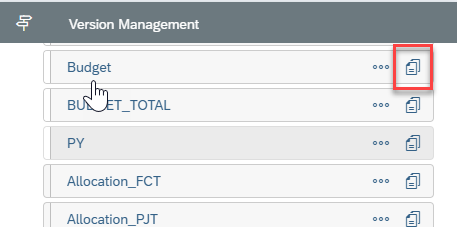 Version Management
Budget
BUDGET_TOTAL
PY
Allocation_FCT
Allocation_PJT